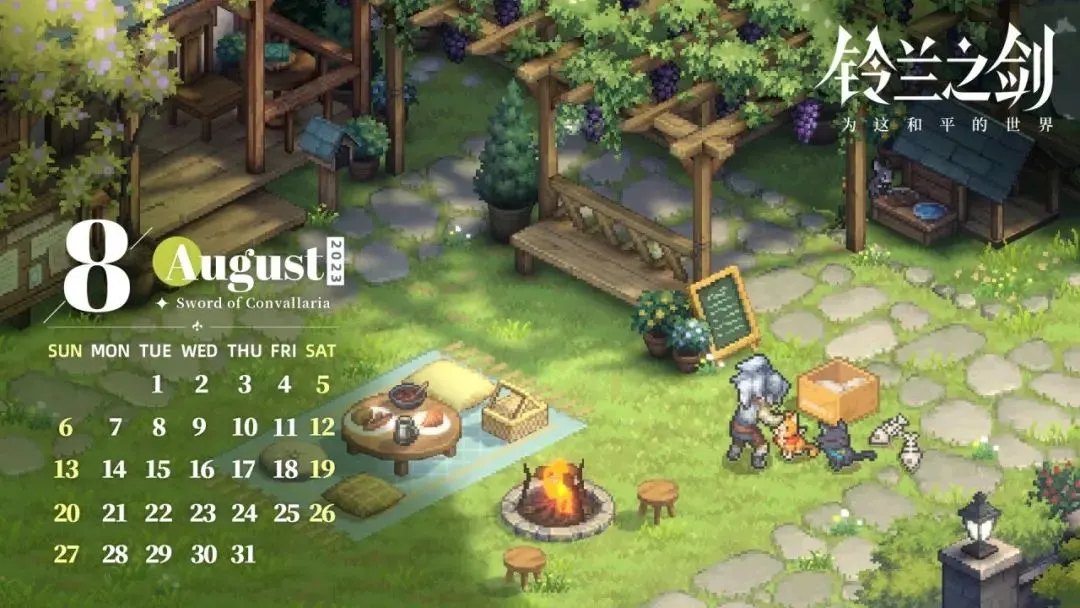 铃兰之剑
为这和平的世界
8
August
2023
Sword of Convallaria
SUN MON TUE WED THU FRI SAT
1 2 3 4 5
6 7 8 9 10 11 12
13 14 15 16 17 18 19
20 21 22 23 24 25 26
27 28 29 30 31